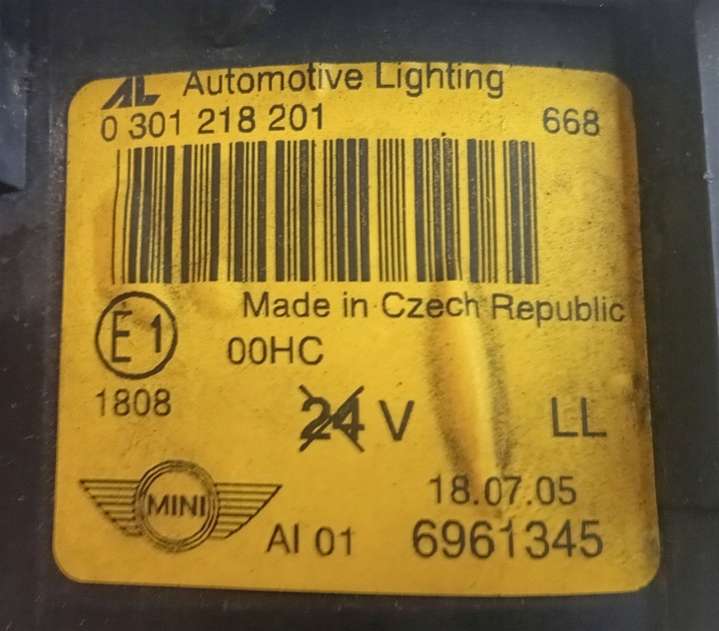 AL Automotive Lighting
0 301 218 201 668
Made in Czech Republic
E1 00HC
1808
24 V LL
MINI
18.07.05
AI 01 6961345